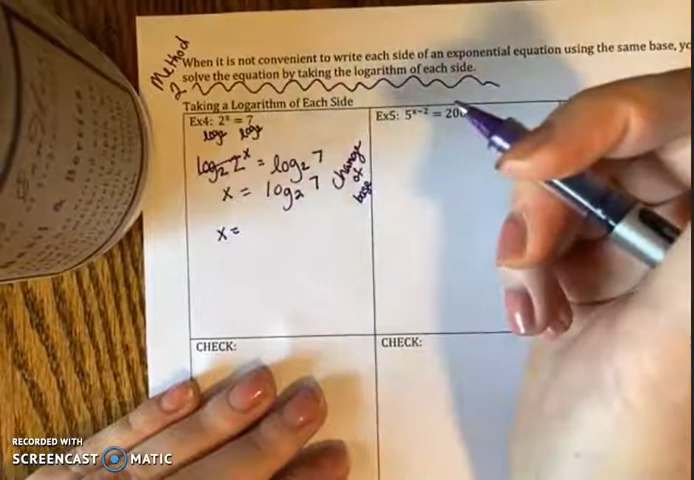 Method
2
When it is not convenient to write each side of an exponential equation using the same base, yo
solve the equation by taking the logarithm of each side.
Taking a Logarithm of Each Side
Ex4: 2ˣ = 7
log₂ log₂
log₂ 2ˣ = log₂ 7
x = log₂ 7
change
of
base
x =
Ex5: 5ˣ⁻² = 20
CHECK:
CHECK:
RECORDED WITH
SCREENCAST MATIC